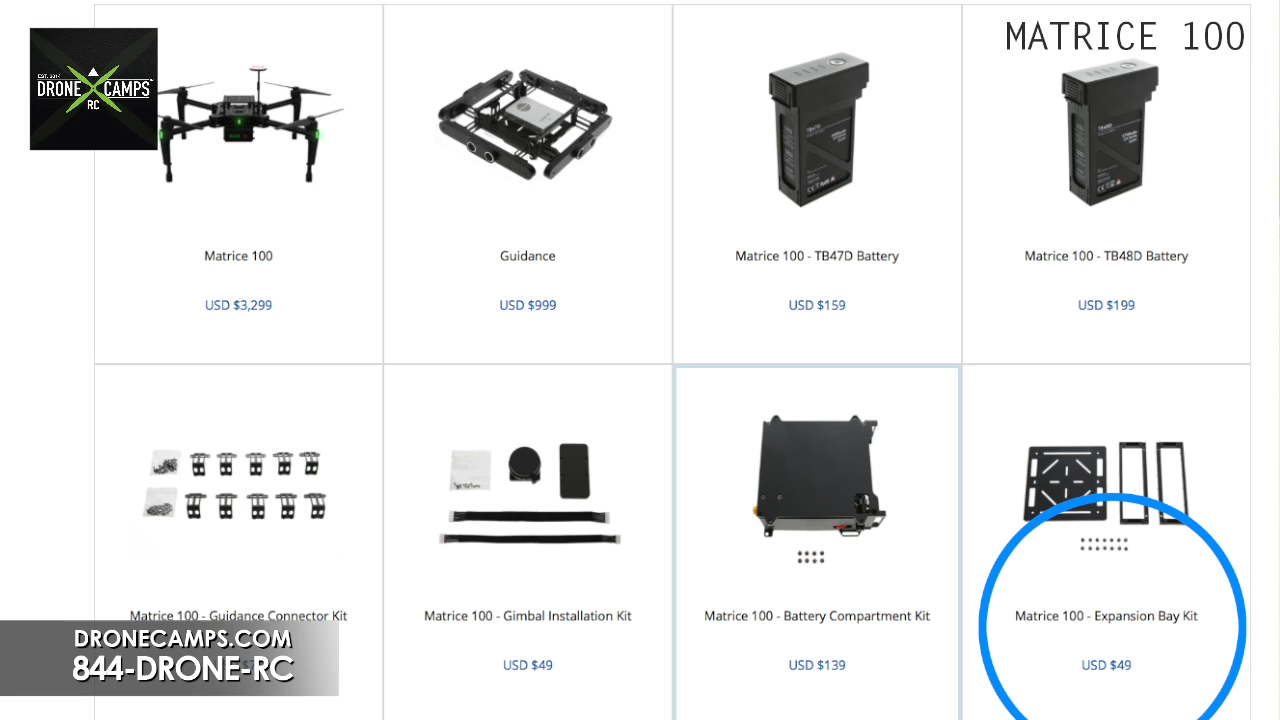 MATRICE 100
EST. 2014
DRONE CAMPS
RC
Matrice 100
USD $3,299
Guidance
USD $999
Matrice 100 - TB47D Battery
USD $159
Matrice 100 - TB48D Battery
USD $199
Matrice 100 - Guidance Connector Kit
Matrice 100 - Gimbal Installation Kit
USD $49
Matrice 100 - Battery Compartment Kit
USD $139
Matrice 100 - Expansion Bay Kit
USD $49
DRONECAMPS.COM
844-DRONE-RC